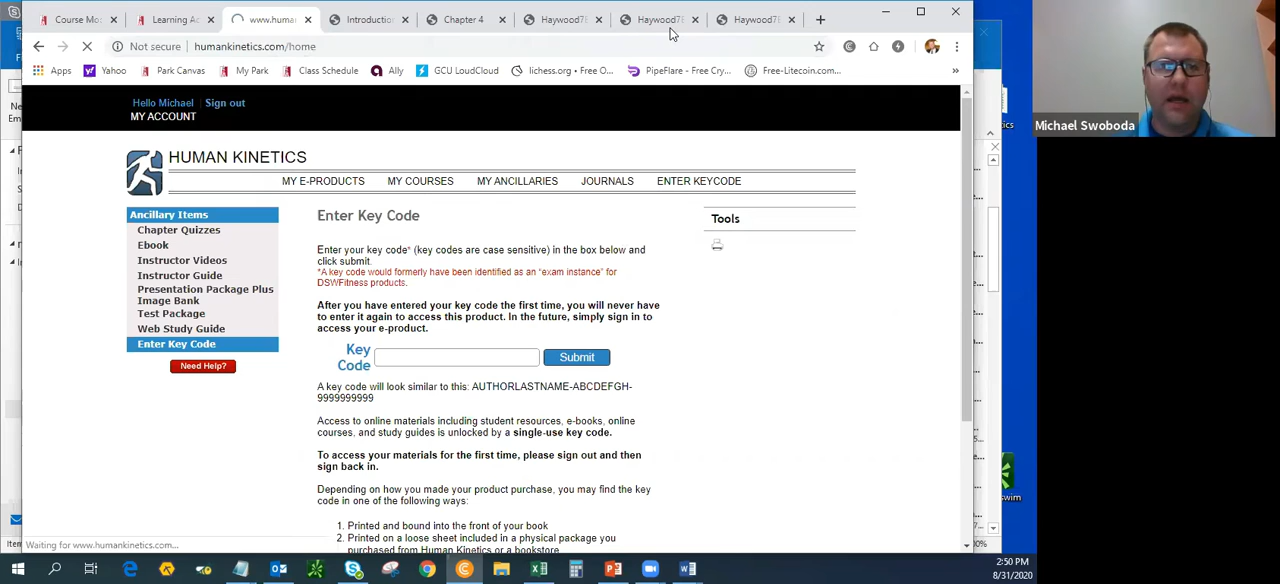 Course Mo
Learning Ac
www.human
Introduction
Chapter 4
Haywood7E
Haywood7E
Haywood7E
Not secure
humankinetics.com/home
Apps
Yahoo
Park Canvas
My Park
Class Schedule
Ally
GCU LoudCloud
lichess.org • Free O...
PipeFlare - Free Cry...
Free-Litecoin.com...
»
Hello Michael
Sign out
MY ACCOUNT
HUMAN KINETICS
MY E-PRODUCTS
MY COURSES
MY ANCILLARIES
JOURNALS
ENTER KEYCODE
Ancillary Items
Chapter Quizzes
Ebook
Instructor Videos
Instructor Guide
Presentation Package Plus
Image Bank
Test Package
Web Study Guide
Enter Key Code
Need Help?
Enter Key Code
Enter your key code* (key codes are case sensitive) in the box below and
click submit.
*A key code would formerly have been identified as an "exam instance" for
DSWFitness products.
After you have entered your key code the first time, you will never have
to enter it again to access this product. In the future, simply sign in to
access your e-product.
Key
Code
Submit
A key code will look similar to this: AUTHORLASTNAME-ABCDEFGH-
9999999999
Access to online materials including student resources, e-books, online
courses, and study guides is unlocked by a single-use key code.
To access your materials for the first time, please sign out and then
sign back in.
Depending on how you made your product purchase, you may find the key
code in one of the following ways:
1. Printed and bound into the front of your book
2. Printed on a loose sheet included in a physical package you
purchased from Human Kinetics or a bookstore
Tools
Waiting for www.humankinetics.com...
Michael Swoboda
2:50 PM
8/31/2020